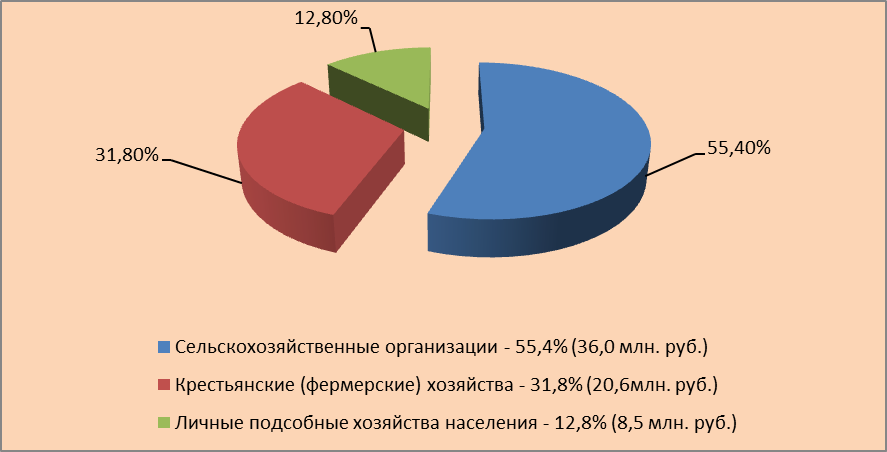 12,80%
31,80%
55,40%
Сельскохозяйственные организации - 55,4% (36,0 млн. руб.)
Крестьянские (фермерские) хозяйства - 31,8% (20,6млн. руб.)
Личные подсобные хозяйства населения - 12,8% (8,5 млн. руб.)